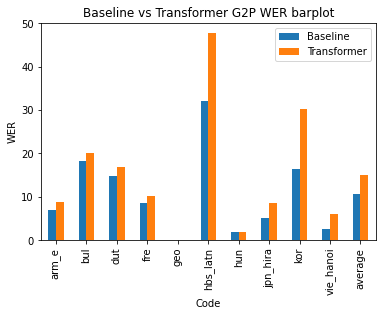 Baseline vs Transformer G2P WER barplot
Baseline
Transformer
50
40
30
20
10
0
WER
arm_e
bul
dut
fre
geo
hbs_latn
hun
jpn_hira
kor
vie_hanoi
average
Code